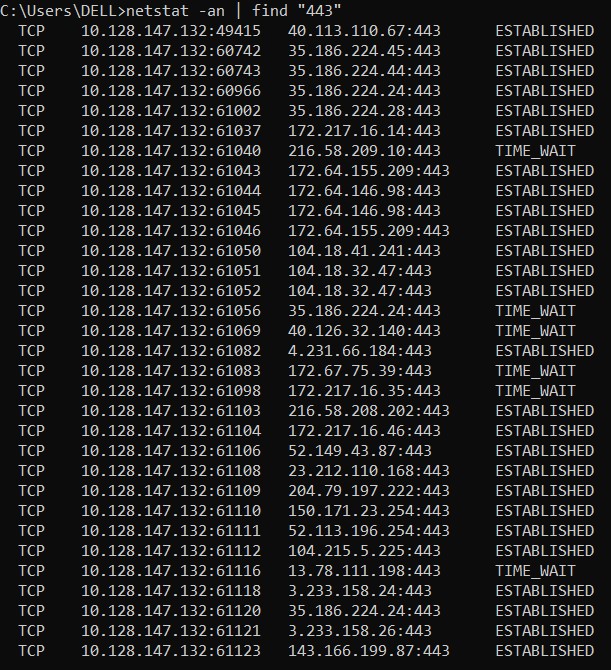 C:\Users\DELL>netstat -an | find "443"
TCP 10.128.147.132:49415 40.113.110.67:443 ESTABLISHED
TCP 10.128.147.132:60742 35.186.224.45:443 ESTABLISHED
TCP 10.128.147.132:60743 35.186.224.44:443 ESTABLISHED
TCP 10.128.147.132:60966 35.186.224.24:443 ESTABLISHED
TCP 10.128.147.132:61002 35.186.224.28:443 ESTABLISHED
TCP 10.128.147.132:61037 172.217.16.14:443 ESTABLISHED
TCP 10.128.147.132:61040 216.58.209.10:443 TIME_WAIT
TCP 10.128.147.132:61043 172.64.155.209:443 ESTABLISHED
TCP 10.128.147.132:61044 172.64.146.98:443 ESTABLISHED
TCP 10.128.147.132:61045 172.64.146.98:443 ESTABLISHED
TCP 10.128.147.132:61046 172.64.155.209:443 ESTABLISHED
TCP 10.128.147.132:61050 104.18.41.241:443 ESTABLISHED
TCP 10.128.147.132:61051 104.18.32.47:443 ESTABLISHED
TCP 10.128.147.132:61052 104.18.32.47:443 ESTABLISHED
TCP 10.128.147.132:61056 35.186.224.24:443 TIME_WAIT
TCP 10.128.147.132:61069 40.126.32.140:443 TIME_WAIT
TCP 10.128.147.132:61082 4.231.66.184:443 ESTABLISHED
TCP 10.128.147.132:61083 172.67.75.39:443 TIME_WAIT
TCP 10.128.147.132:61098 172.217.16.35:443 TIME_WAIT
TCP 10.128.147.132:61103 216.58.208.202:443 ESTABLISHED
TCP 10.128.147.132:61104 172.217.16.46:443 ESTABLISHED
TCP 10.128.147.132:61106 52.149.43.87:443 ESTABLISHED
TCP 10.128.147.132:61108 23.212.110.168:443 ESTABLISHED
TCP 10.128.147.132:61109 204.79.197.222:443 ESTABLISHED
TCP 10.128.147.132:61110 150.171.23.254:443 ESTABLISHED
TCP 10.128.147.132:61111 52.113.196.254:443 ESTABLISHED
TCP 10.128.147.132:61112 104.215.5.225:443 ESTABLISHED
TCP 10.128.147.132:61116 13.78.111.198:443 TIME_WAIT
TCP 10.128.147.132:61118 3.233.158.24:443 ESTABLISHED
TCP 10.128.147.132:61120 35.186.224.24:443 ESTABLISHED
TCP 10.128.147.132:61121 3.233.158.26:443 ESTABLISHED
TCP 10.128.147.132:61123 143.166.199.87:443 ESTABLISHED